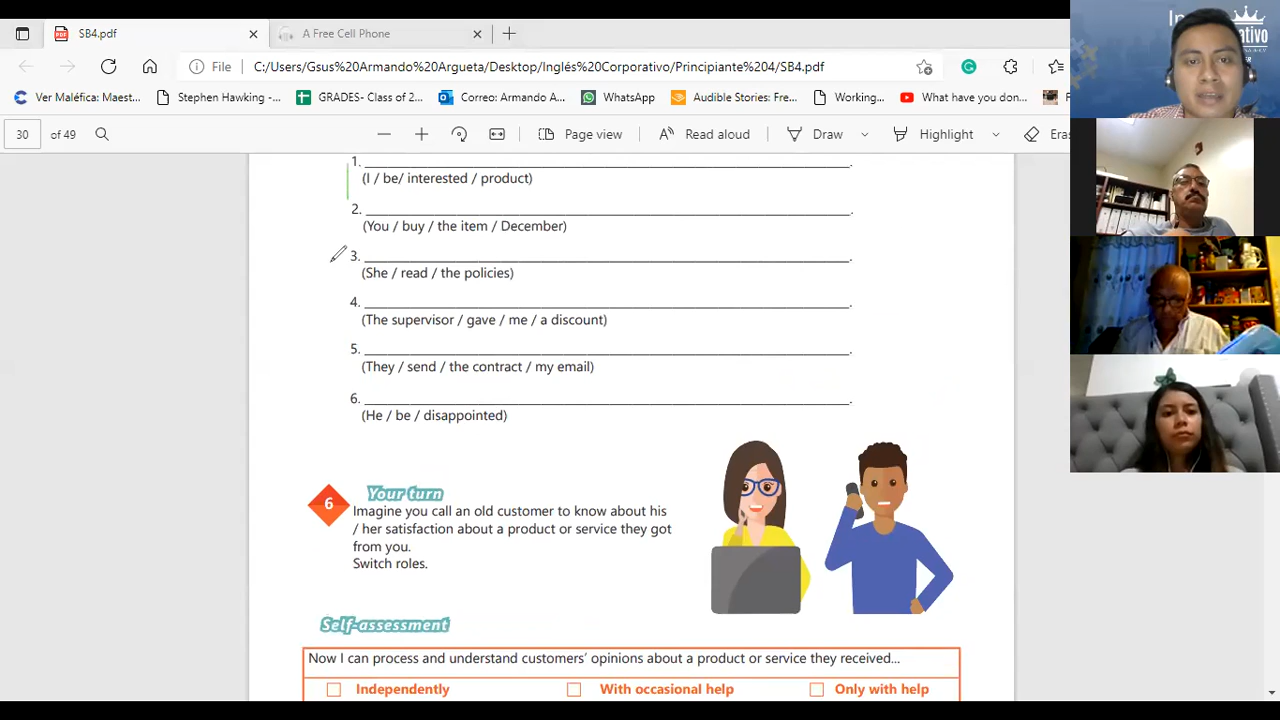 SB4.pdf
A Free Cell Phone
File
C:/Users/Gsus%20Armando%20Argueta/Desktop/Inglés%20Corporativo/Principiante%204/SB4.pdf
Ver Maléfica: Maest...
Stephen Hawking -...
GRADES- Class of 2...
Correo: Armando A...
WhatsApp
Audible Stories: Fre...
Working...
What have you don...
30 of 49
Page view
Read aloud
Draw
Highlight
1. ______.
(I / be/ interested / product)
2. ______.
(You / buy / the item / December)
3. ______.
(She / read / the policies)
4. ______.
(The supervisor / gave / me / a discount)
5. ______.
(They / send / the contract / my email)
6. ______.
(He / be / disappointed)
6 Your turn
Imagine you call an old customer to know about his
/ her satisfaction about a product or service they got
from you.
Switch roles.
Self-assessment
Now I can process and understand customers' opinions about a product or service they received...
Independently
With occasional help
Only with help